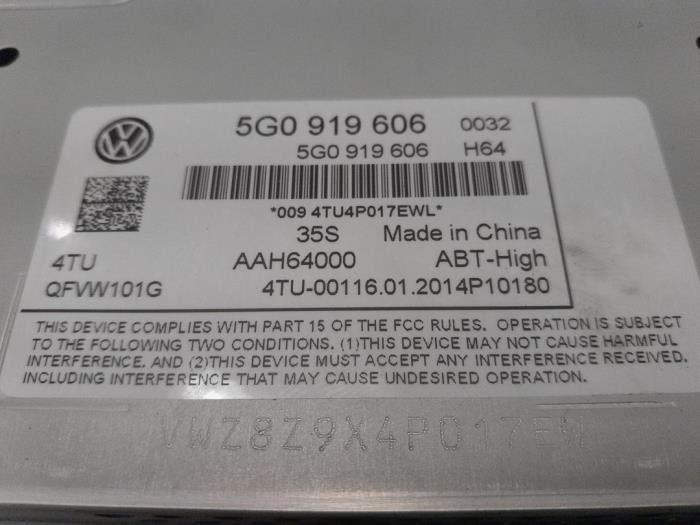 5G0 919 606 0032
5G0 919 606 H64
*009 4TU4P017EWL*
35S Made in China
4TU AAH64000 ABT-High
QFVW101G 4TU-00116.01.2014P10180
THIS DEVICE COMPLIES WITH PART 15 OF THE FCC RULES. OPERATION IS SUBJECT
TO THE FOLLOWING TWO CONDITIONS. (1)THIS DEVICE MAY NOT CAUSE HARMFUL
INTERFERENCE. AND (2)THIS DEVICE MUST ACCEPT ANY INTERFERENCE RECEIVED.
INCLUDING INTERFERENCE THAT MAY CAUSE UNDESIRED OPERATION.
VWZ8Z9X4P017EW